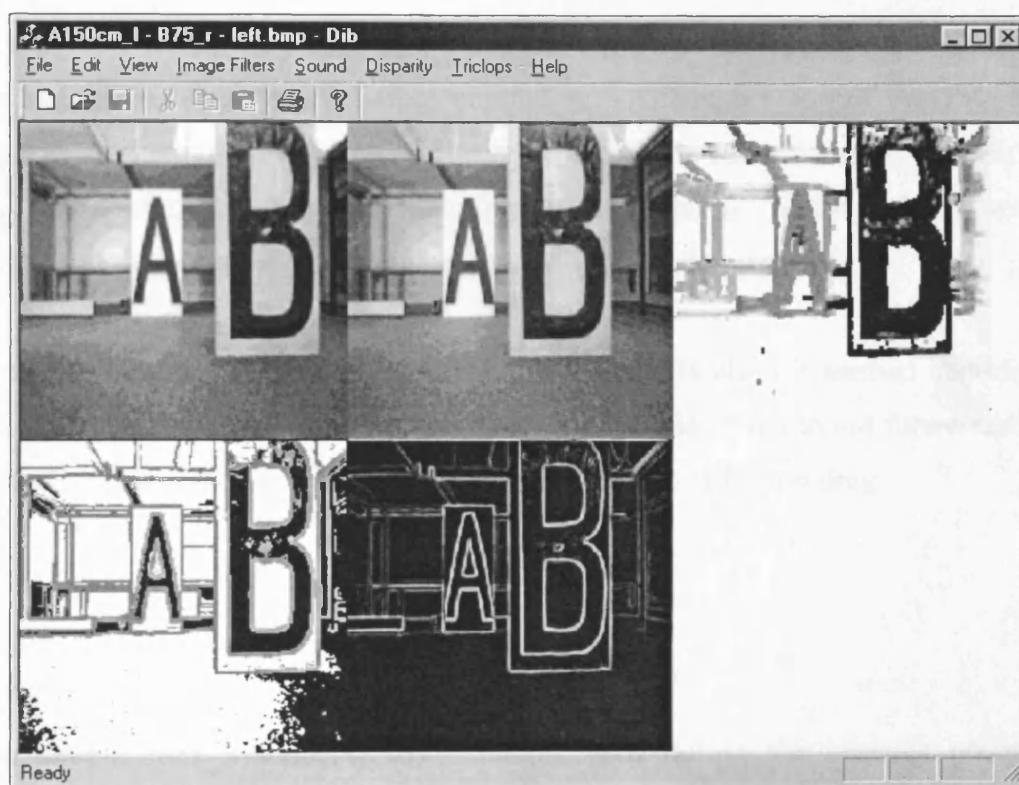 A150cm_l - B75_r - left.bmp - Dib
File Edit View Image Filters Sound Disparity Triclops Help
A B A B A B
A B A B
Ready